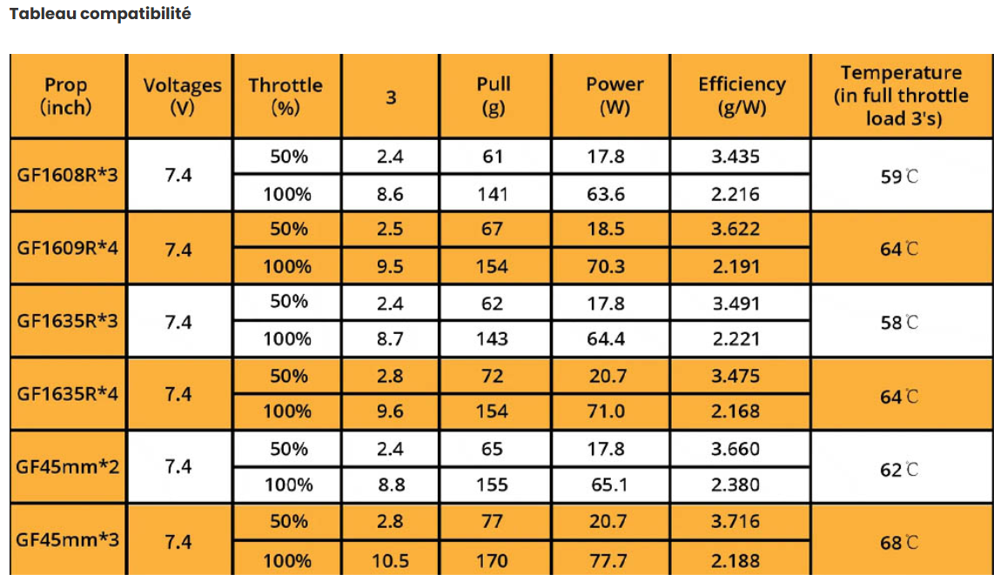 Tableau compatibilité
Prop (inch) Voltages (V) Throttle (%) 3 Pull (g) Power (W) Efficiency (g/W) Temperature (in full throttle load 3's)
GF1608R*3 7.4 50% 2.4 61 17.8 3.435 59℃
100% 8.6 141 63.6 2.216
GF1609R*4 7.4 50% 2.5 67 18.5 3.622 64℃
100% 9.5 154 70.3 2.191
GF1635R*3 7.4 50% 2.4 62 17.8 3.491 58℃
100% 8.7 143 64.4 2.221
GF1635R*4 7.4 50% 2.8 72 20.7 3.475 64℃
100% 9.6 154 71.0 2.168
GF45mm*2 7.4 50% 2.4 65 17.8 3.660 62℃
100% 8.8 155 65.1 2.380
GF45mm*3 7.4 50% 2.8 77 20.7 3.716 68℃
100% 10.5 170 77.7 2.188